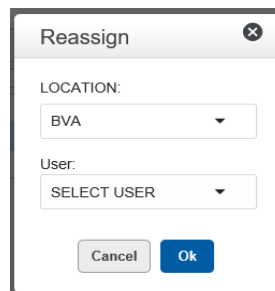 Reassign
LOCATION:
BVA
User:
SELECT USER
Cancel Ok